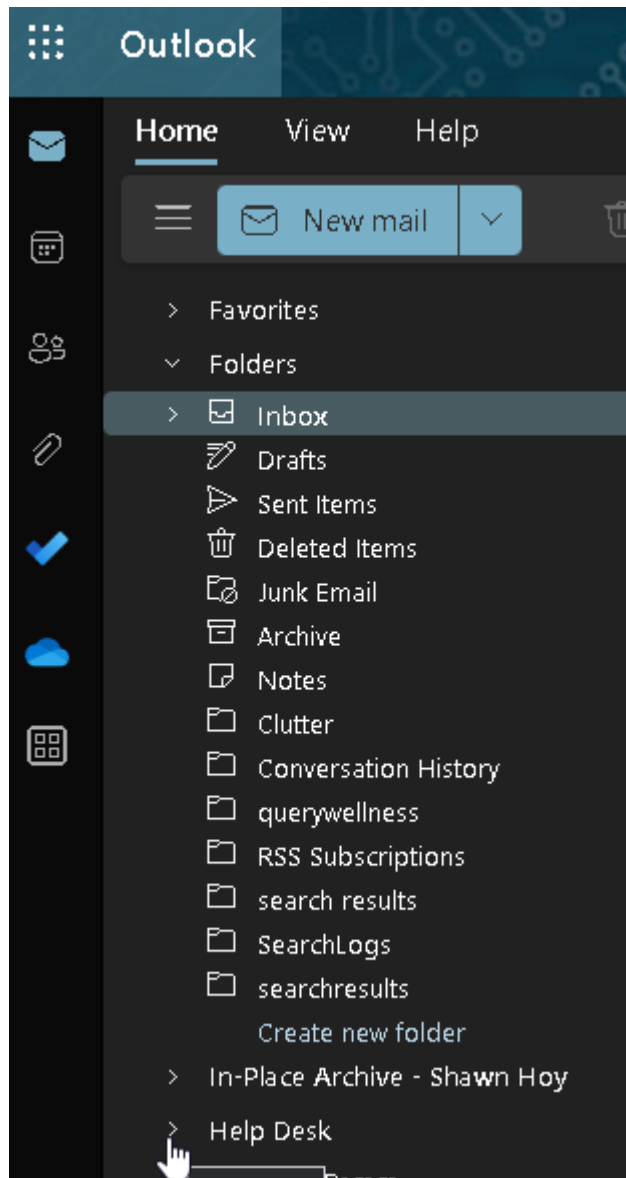 Outlook
Home View Help
New mail
Favorites
Folders
Inbox
Drafts
Sent Items
Deleted Items
Junk Email
Archive
Notes
Clutter
Conversation History
querywellness
RSS Subscriptions
search results
SearchLogs
searchresults
Create new folder
In-Place Archive - Shawn Hoy
Help Desk